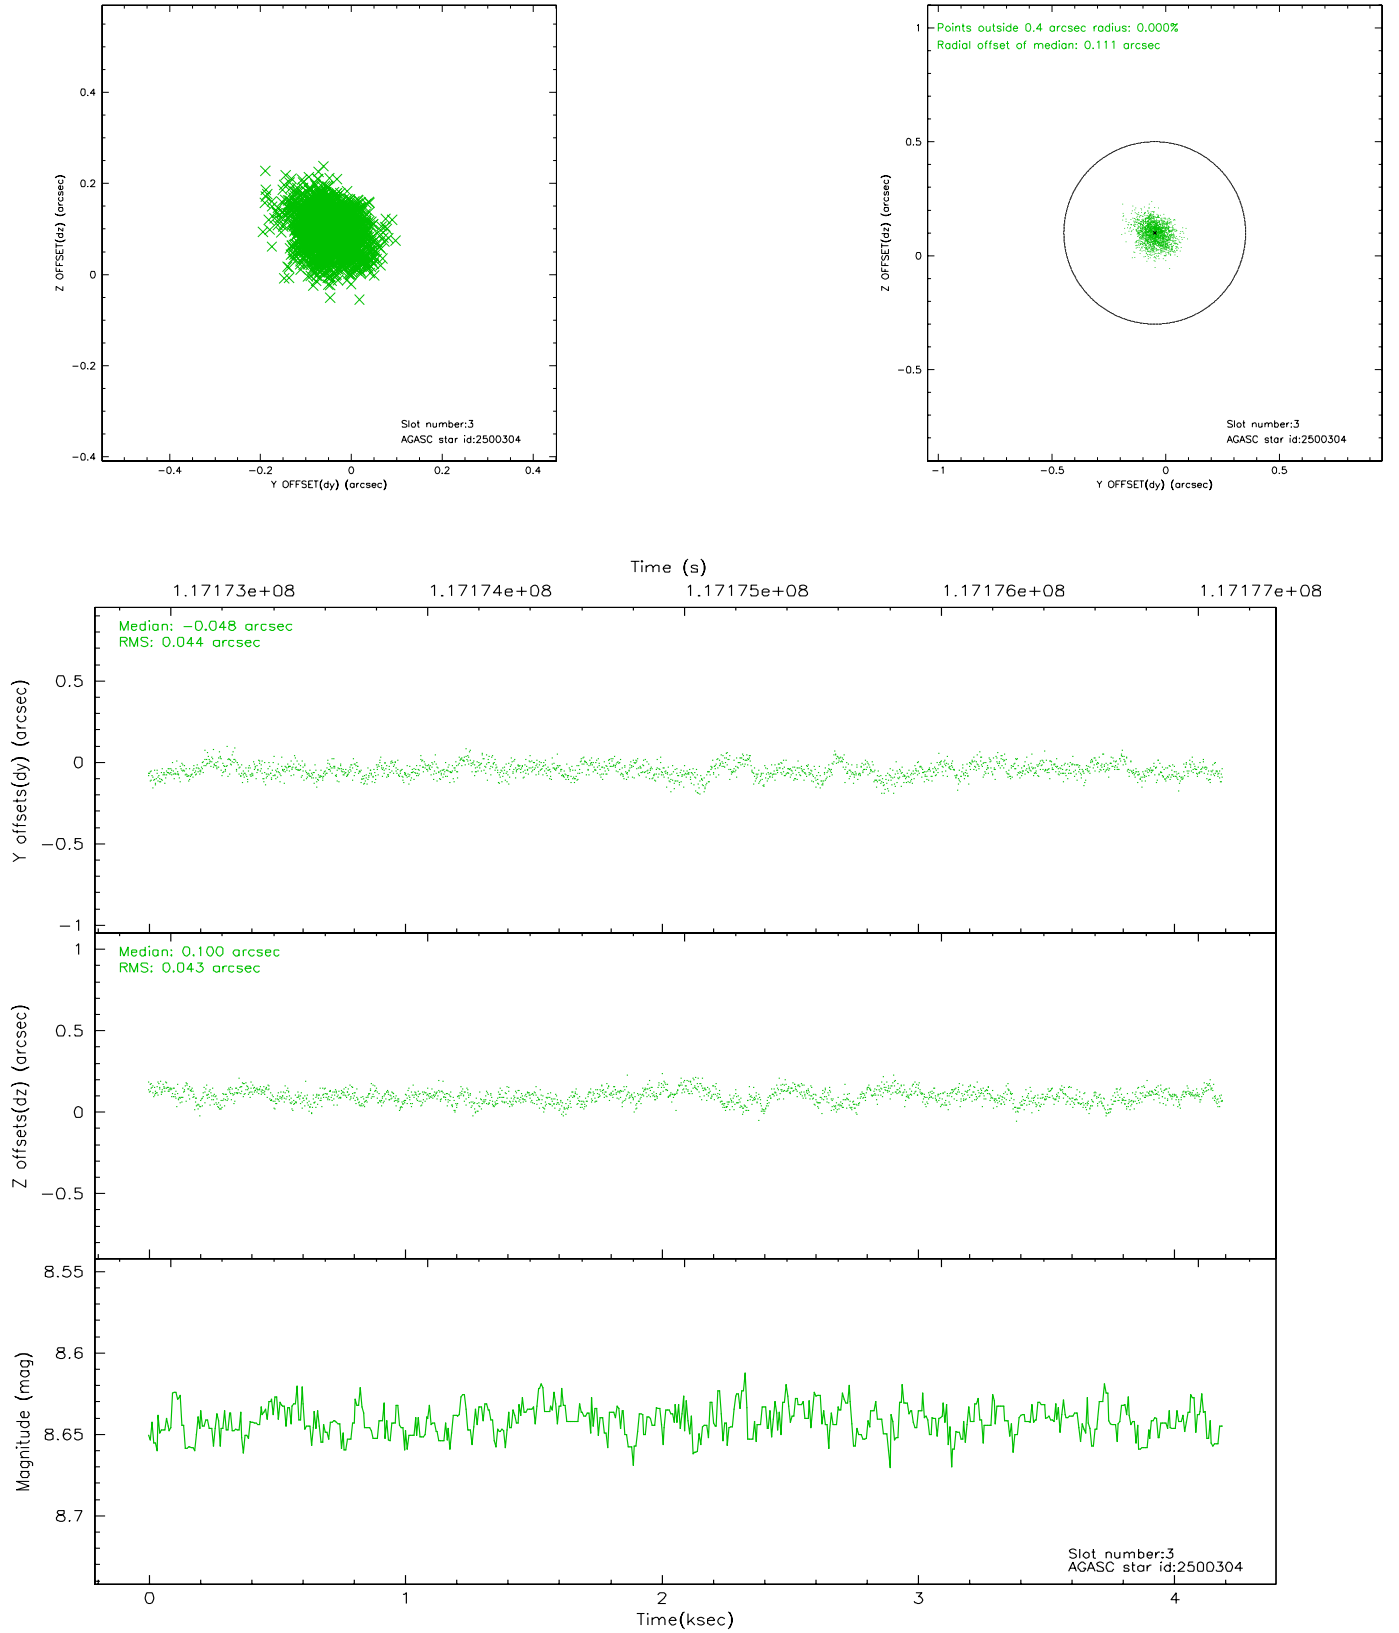 0.4
0.2
0
−0.2
−0.4
Z OFFSET(dz) (arcsec)
−0.4 −0.2 0 0.2 0.4
Y OFFSET(dy) (arcsec)
Slot number:3
AGASC star id:2500304
Points outside 0.4 arcsec radius: 0.000%
Radial offset of median: 0.111 arcsec
1
0.5
0
−0.5
Z OFFSET(dz) (arcsec)
−1 −0.5 0 0.5
Y OFFSET(dy) (arcsec)
Slot number:3
AGASC star id:2500304
Time (s)
1.17173e+08 1.17174e+08 1.17175e+08 1.17176e+08 1.17177e+08
Median: −0.048 arcsec
RMS: 0.044 arcsec
0.5
0
−0.5
−1
Y offsets(dy) (arcsec)
Median: 0.100 arcsec
RMS: 0.043 arcsec
1
0.5
0
−0.5
Z offsets(dz) (arcsec)
8.55
8.6
8.65
8.7
Magnitude (mag)
Slot number:3
AGASC star id:2500304
0 1 2 3 4
Time(ksec)